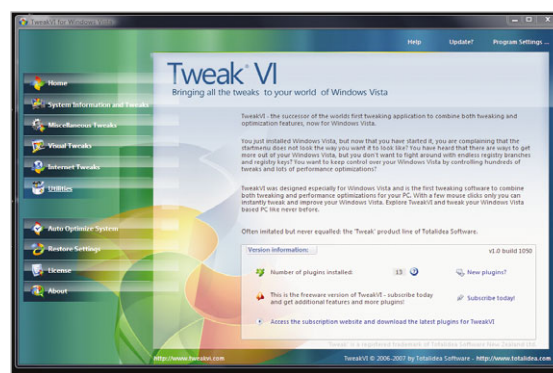 TweakVI for Windows Vista
Help Update? Program Settings ...
Tweak VI
Bringing all the tweaks to your world of Windows Vista
Home
System Information and Tweaks
Miscellaneous Tweaks
Visual Tweaks
Internet Tweaks
Utilities
Auto Optimize System
Restore Settings
License
About
TweakVI - the successor of the worlds first tweaking application to combine both tweaking and
optimization features, now for Windows Vista.
You just installed Windows Vista, but now that you have started it, you are complaining that the
startmenu does not look the way you want it to look like? You have heard that there are ways to get
more out of your Windows Vista, but you don't want to fight around with endless registry branches
and registry keys? You want to keep control over your Windows Vista by controlling hundreds of
tweaks and lots of performance optimizations?
TweakVI was designed especially for Windows Vista and is the first tweaking software to combine
both tweaking and performance optimizations for your PC. With a few mouse clicks only you can
instantly tweak and improve your Windows Vista. Explore TweakVI and tweak your Windows Vista
based PC like never before.
Often imitated but never equalled: the 'Tweak' product line of Totalidea Software.
Version information: v1.0 build 1050
Number of plugins installed: 13 New plugins?
This is the freeware version of TweakVI - subscribe today
and get additional features and more plugins! Subscribe today!
Access the subscription website and download the latest plugins for TweakVI
Tweak' is a registered trademark of Totalidea Software New Zealand Ltd.
http://www.tweakvi.com TweakVI © 2006-2007 by Totalidea Software - http://www.totalidea.com